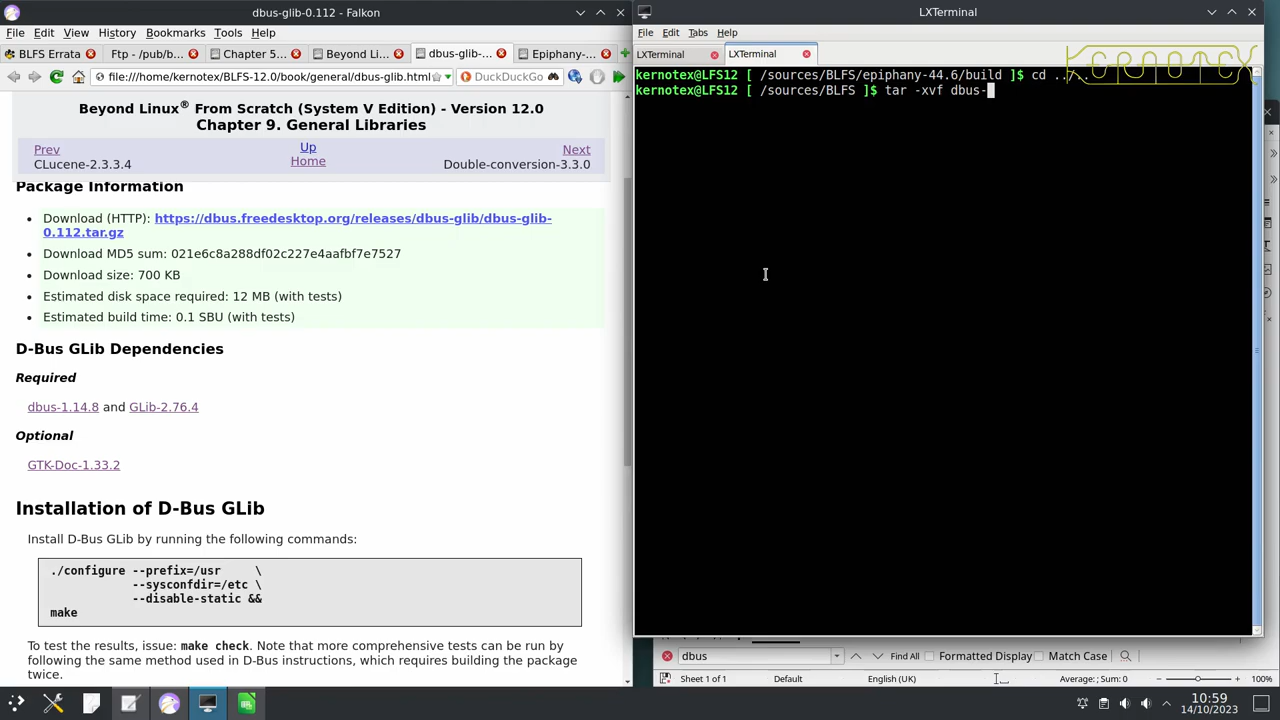 dbus-glib-0.112 - Falkon
File Edit View History Bookmarks Tools Help
BLFS Errata
Ftp - /pub/b...
Chapter 5...
Beyond Li...
dbus-glib-...
Epiphany-...
file:///home/kernotex/BLFS-12.0/book/general/dbus-glib.html
DuckDuckGo
Beyond Linux® From Scratch (System V Edition) - Version 12.0
Chapter 9. General Libraries
Prev
Up
Next
CLucene-2.3.3.4
Home
Double-conversion-3.3.0
Package Information
Download (HTTP): https://dbus.freedesktop.org/releases/dbus-glib/dbus-glib-
0.112.tar.gz
Download MD5 sum: 021e6c8a288df02c227e4aafbf7e7527
Download size: 700 KB
Estimated disk space required: 12 MB (with tests)
Estimated build time: 0.1 SBU (with tests)
D-Bus GLib Dependencies
Required
dbus-1.14.8 and GLib-2.76.4
Optional
GTK-Doc-1.33.2
Installation of D-Bus GLib
Install D-Bus GLib by running the following commands:
./configure --prefix=/usr \
--sysconfdir=/etc \
--disable-static &&
make
To test the results, issue: make check. Note that more comprehensive tests can be run by
following the same method used in D-Bus instructions, which requires building the package
twice.
LXTerminal
File Edit Tabs Help
LXTerminal
LXTerminal
KERNOTEX
kernotex@LFS12 [ /sources/BLFS/epiphany-44.6/build ]$ cd ../..
kernotex@LFS12 [ /sources/BLFS ]$ tar -xvf dbus-
dbus
Find All
Formatted Display
Match Case
Sheet 1 of 1
Default
English (UK)
Average: ; Sum: 0
100%
10:59
14/10/2023